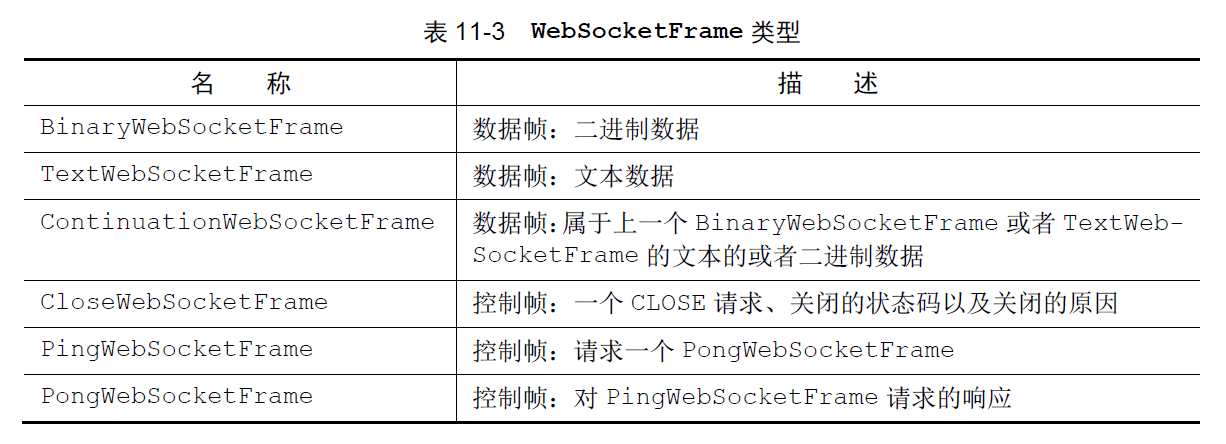 表 11-3 WebSocketFrame 类型
名 称 描 述
BinaryWebSocketFrame 数据帧：二进制数据
TextWebSocketFrame 数据帧：文本数据
ContinuationWebSocketFrame 数据帧：属于上一个 BinaryWebSocketFrame 或者 TextWeb-
SocketFrame 的文本的或者二进制数据
CloseWebSocketFrame 控制帧：一个 CLOSE 请求、关闭的状态码以及关闭的原因
PingWebSocketFrame 控制帧：请求一个 PongWebSocketFrame
PongWebSocketFrame 控制帧：对 PingWebSocketFrame 请求的响应